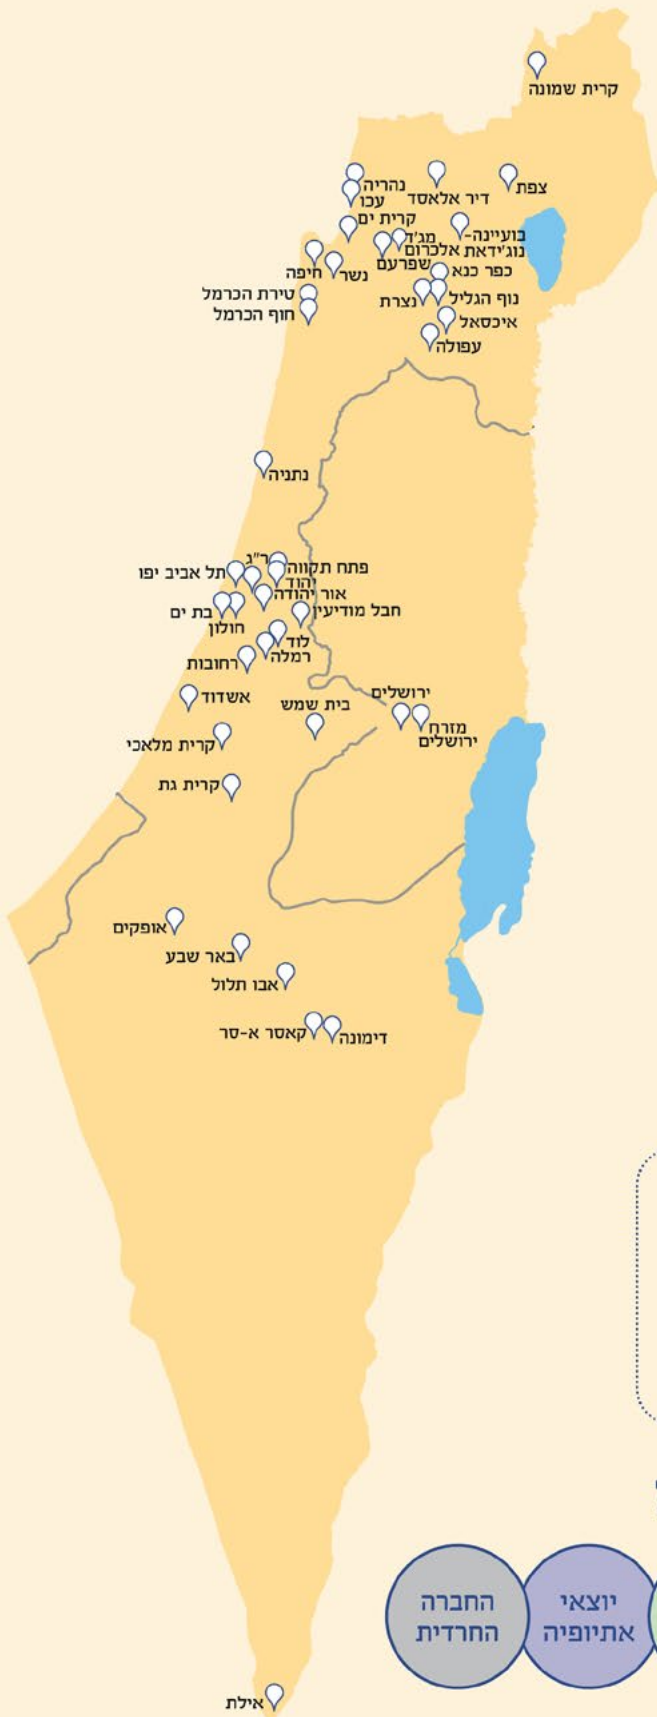 קרית שמונה
צפת
דיר אלאסד
נהריה
עכו
קרית ים
בועיינה-
נוג'ידאת
מג'ד
אלכרום
שפרעם
כפר כנא
חיפה
נשר
טירת הכרמל
חוף הכרמל
נצרת
נוף הגליל
איכסאל
עפולה
נתניה
ר"ג
פתח תקווה
תל אביב יפו
יהוד
אור יהודה
חבל מודיעין
בת ים
חולון
לוד
רמלה
רחובות
ירושלים
אשדוד
בית שמש
מזרח
ירושלים
קרית מלאכי
קרית גת
אופקים
באר שבע
אבו תלול
קאסר א-סר
דימונה
יוצאי
אתיופיה
החברה
החרדית
אילת